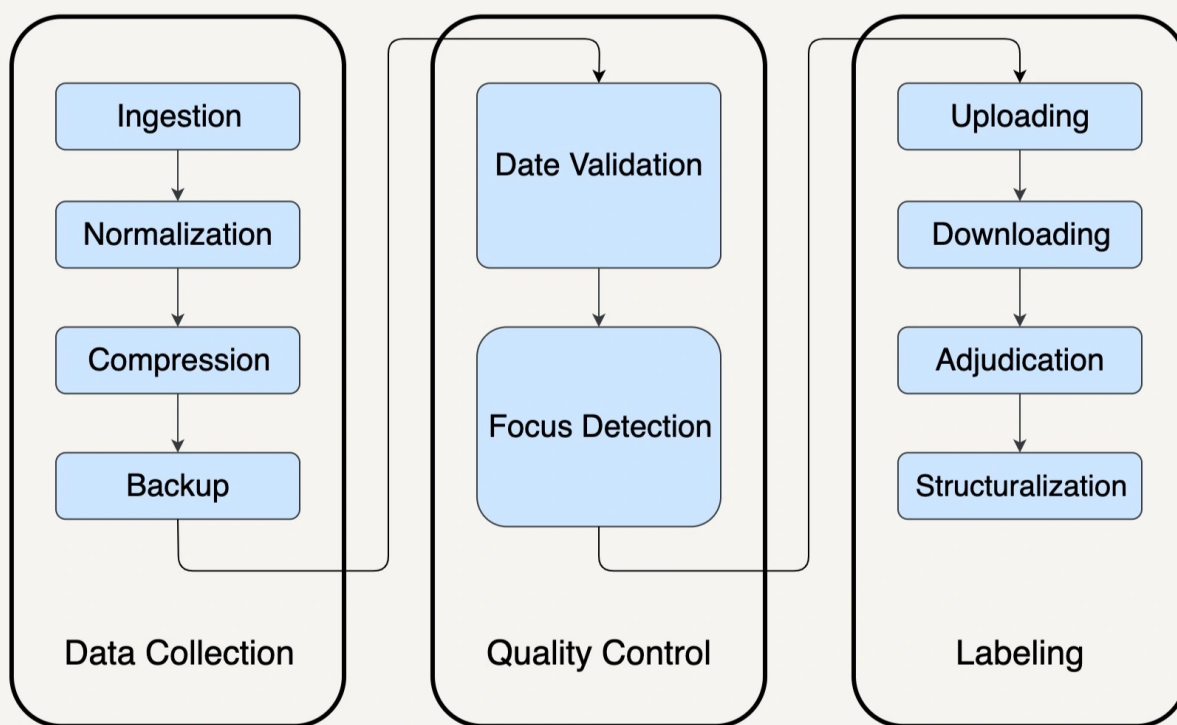 Ingestion
Normalization
Compression
Backup
Data Collection
Date Validation
Focus Detection
Quality Control
Uploading
Downloading
Adjudication
Structuralization
Labeling